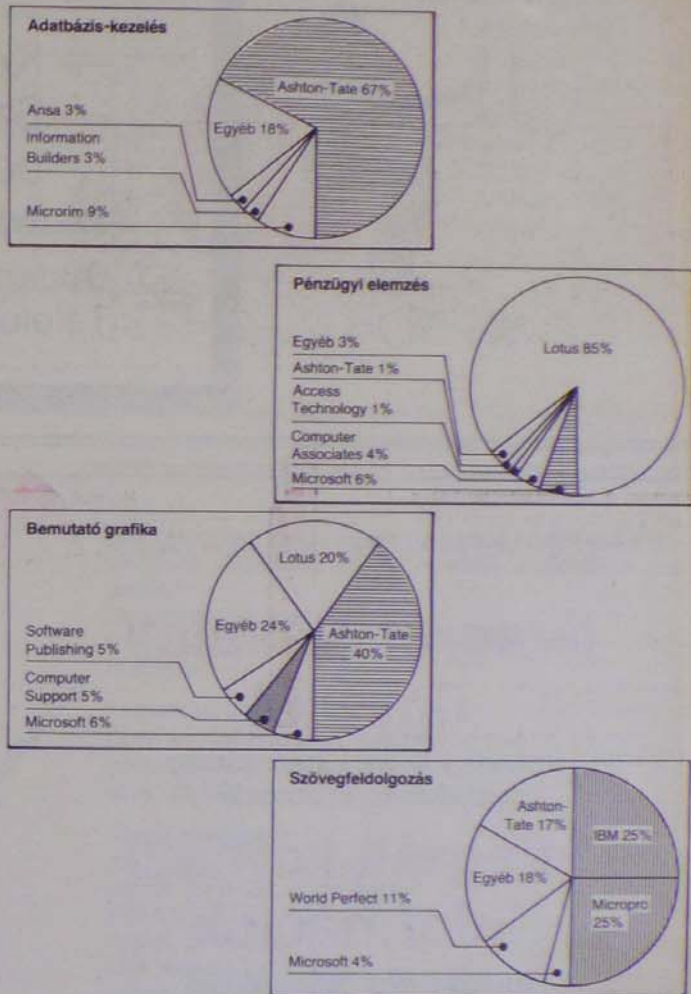 Adatbázis-kezelés
Ashton-Tate 67%
Ansa 3%
Egyéb 18%
Information
Builders 3%
Microrim 9%
Pénzügyi elemzés
Lotus 85%
Egyéb 3%
Ashton-Tate 1%
Access
Technology 1%
Computer
Associates 4%
Microsoft 6%
Bemutató grafika
Lotus 20%
Egyéb 24%
Ashton-Tate
40%
Software
Publishing 5%
Computer
Support 5%
Microsoft 6%
Szövegfeldolgozás
Ashton-
Tate 17%
IBM 25%
Egyéb 18%
World Perfect 11%
Micropro
25%
Microsoft 4%